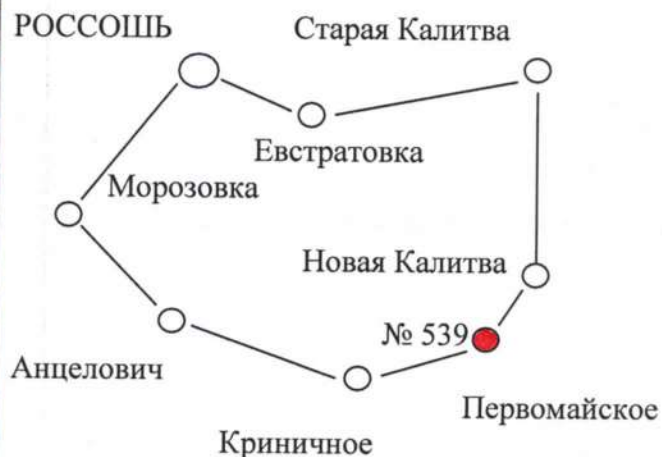 РОССОШЬ
Старая Калитва
Евстратовка
Морозовка
Новая Калитва
№ 539
Анцелович
Первомайское
Криничное